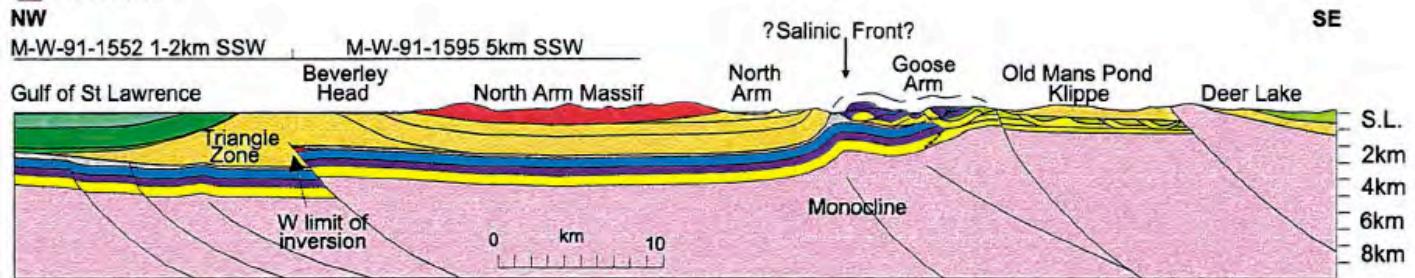 NW
SE
?Salinic Front?
M-W-91-1552 1-2km SSW
M-W-91-1595 5km SSW
Gulf of St Lawrence
Beverley
Head
North Arm Massif
North
Arm
Goose
Arm
Old Mans Pond
Klippe
Deer Lake
S.L.
Triangle
Zone
2km
4km
W limit of
inversion
Monocline
6km
8km
0 km 10